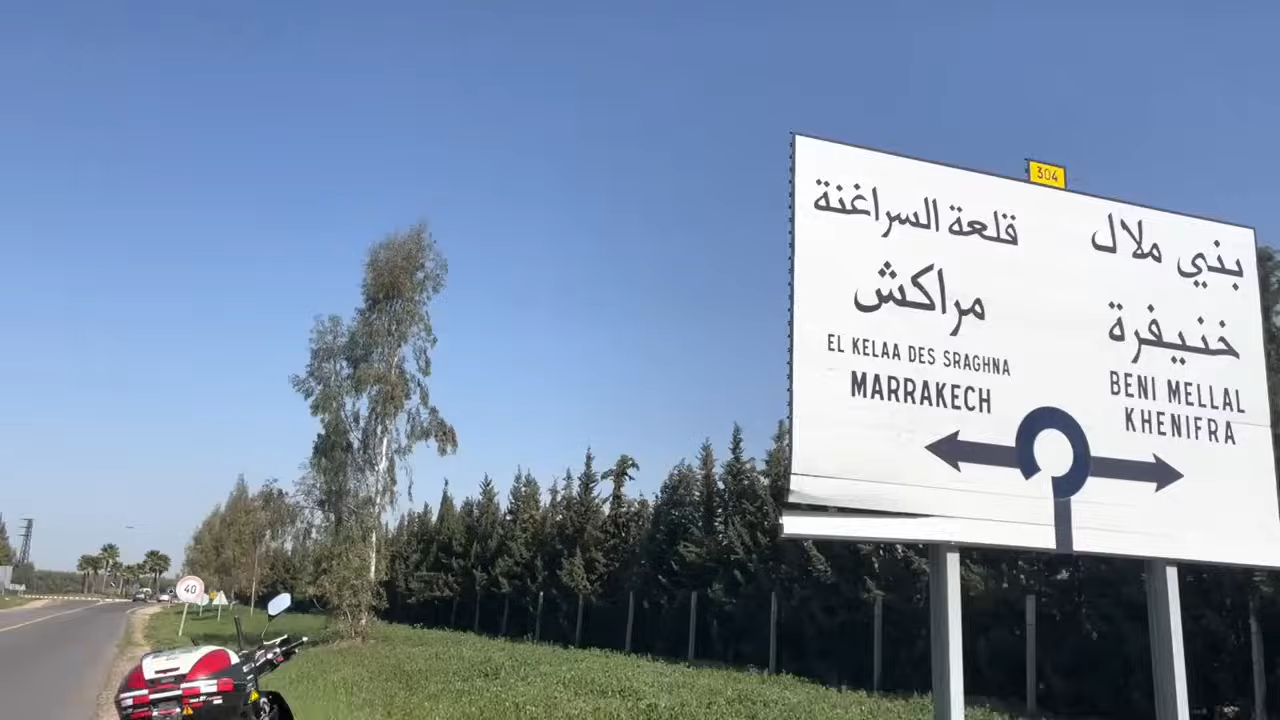 304
قلعة السراغنة
مراكش
EL KELAA DES SRAGHNA
MARRAKECH
بني ملال
خنيفرة
BENI MELLAL
KHENIFRA
40